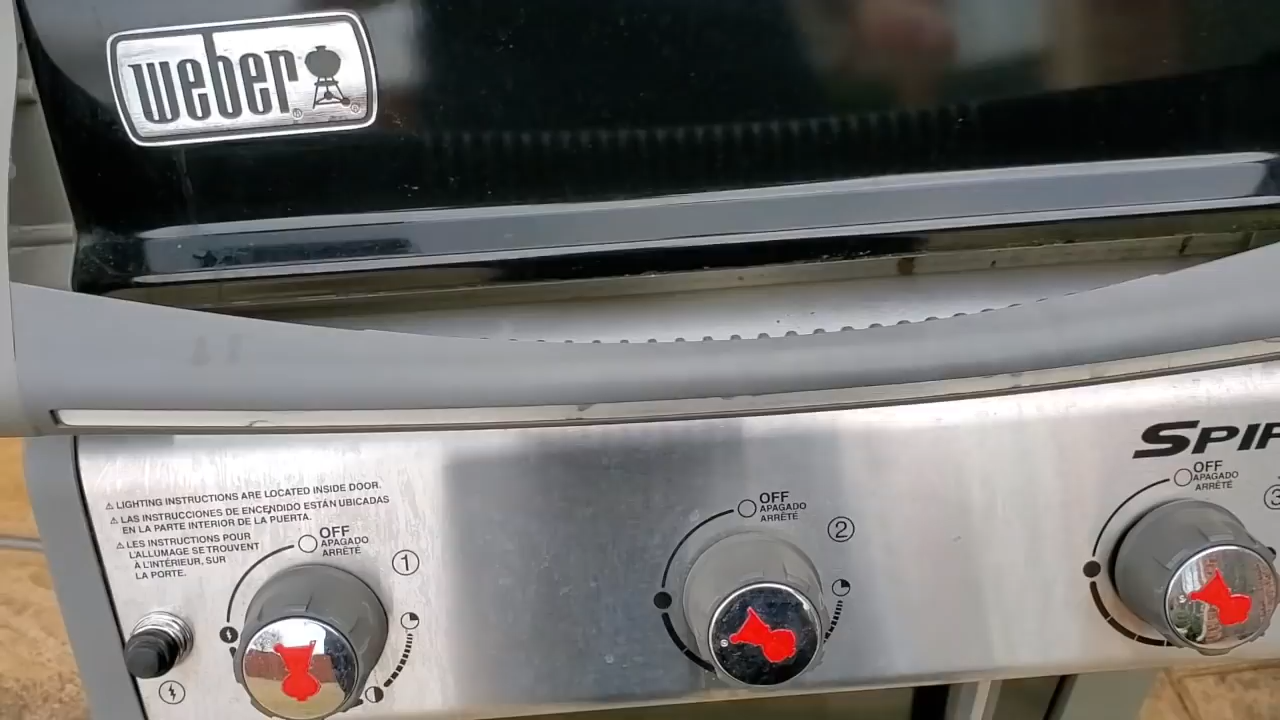 weber
SPIR
⚠ LIGHTING INSTRUCTIONS ARE LOCATED INSIDE DOOR.
⚠ LAS INSTRUCCIONES DE ENCENDIDO ESTÁN UBICADAS
EN LA PARTE INTERIOR DE LA PUERTA.
⚠ LES INSTRUCTIONS POUR
L'ALLUMAGE SE TROUVENT
À L'INTÉRIEUR, SUR
LA PORTE.
OFF
APAGADO
ARRÊTÉ
1
OFF
APAGADO
ARRÊTÉ
2
OFF
APAGADO
ARRÊTÉ
3